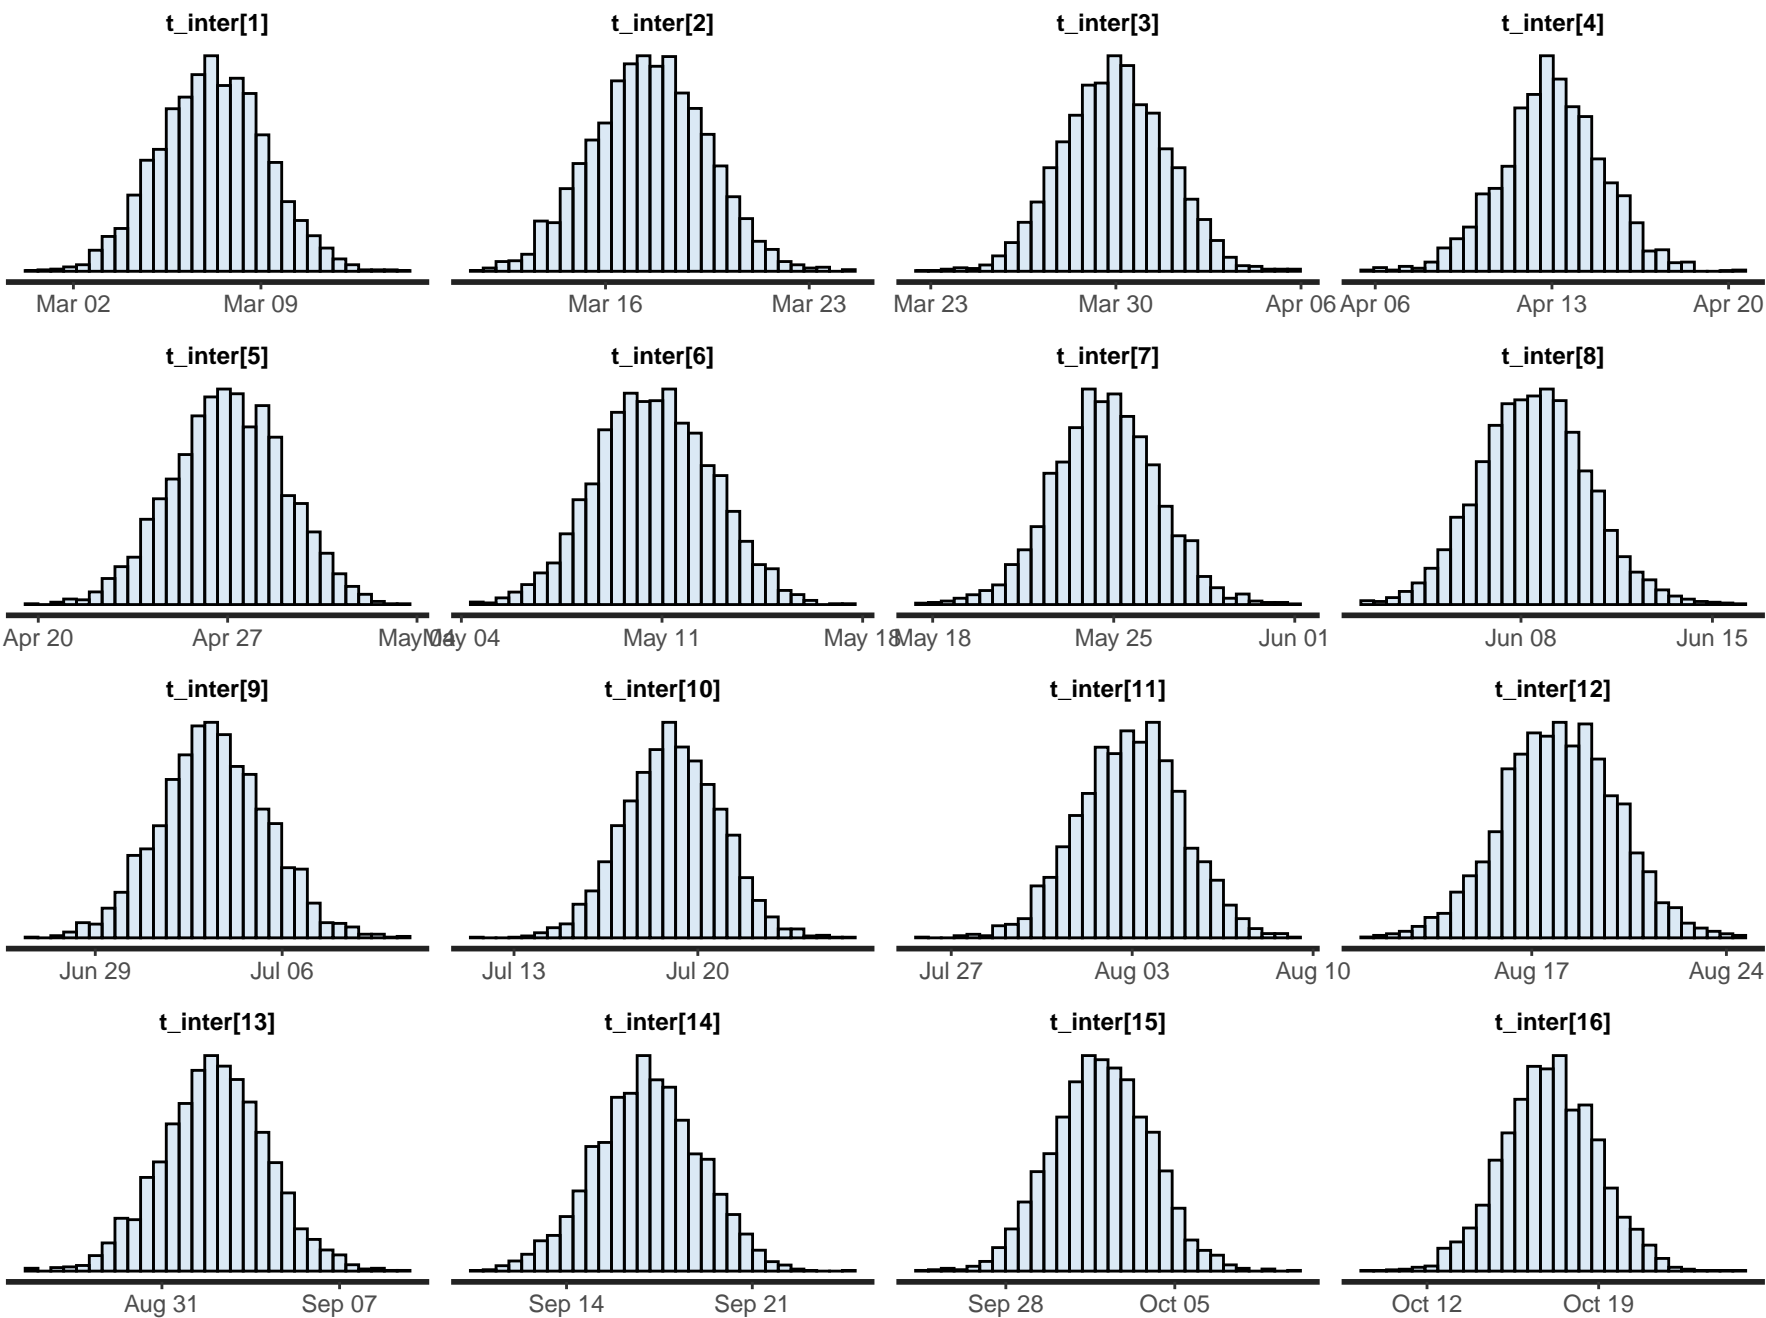 t_inter[1] t_inter[2] t_inter[3] t_inter[4]
Mar 02 Mar 09 Mar 16 Mar 23 Mar 23 Mar 30 Apr 06 Apr 06 Apr 13 Apr 20
t_inter[5] t_inter[6] t_inter[7] t_inter[8]
Apr 20 Apr 27 May 04 May 04 May 11 May 18 May 18 May 25 Jun 01 Jun 08 Jun 15
t_inter[9] t_inter[10] t_inter[11] t_inter[12]
Jun 29 Jul 06 Jul 13 Jul 20 Jul 27 Aug 03 Aug 10 Aug 17 Aug 24
t_inter[13] t_inter[14] t_inter[15] t_inter[16]
Aug 31 Sep 07 Sep 14 Sep 21 Sep 28 Oct 05 Oct 12 Oct 19